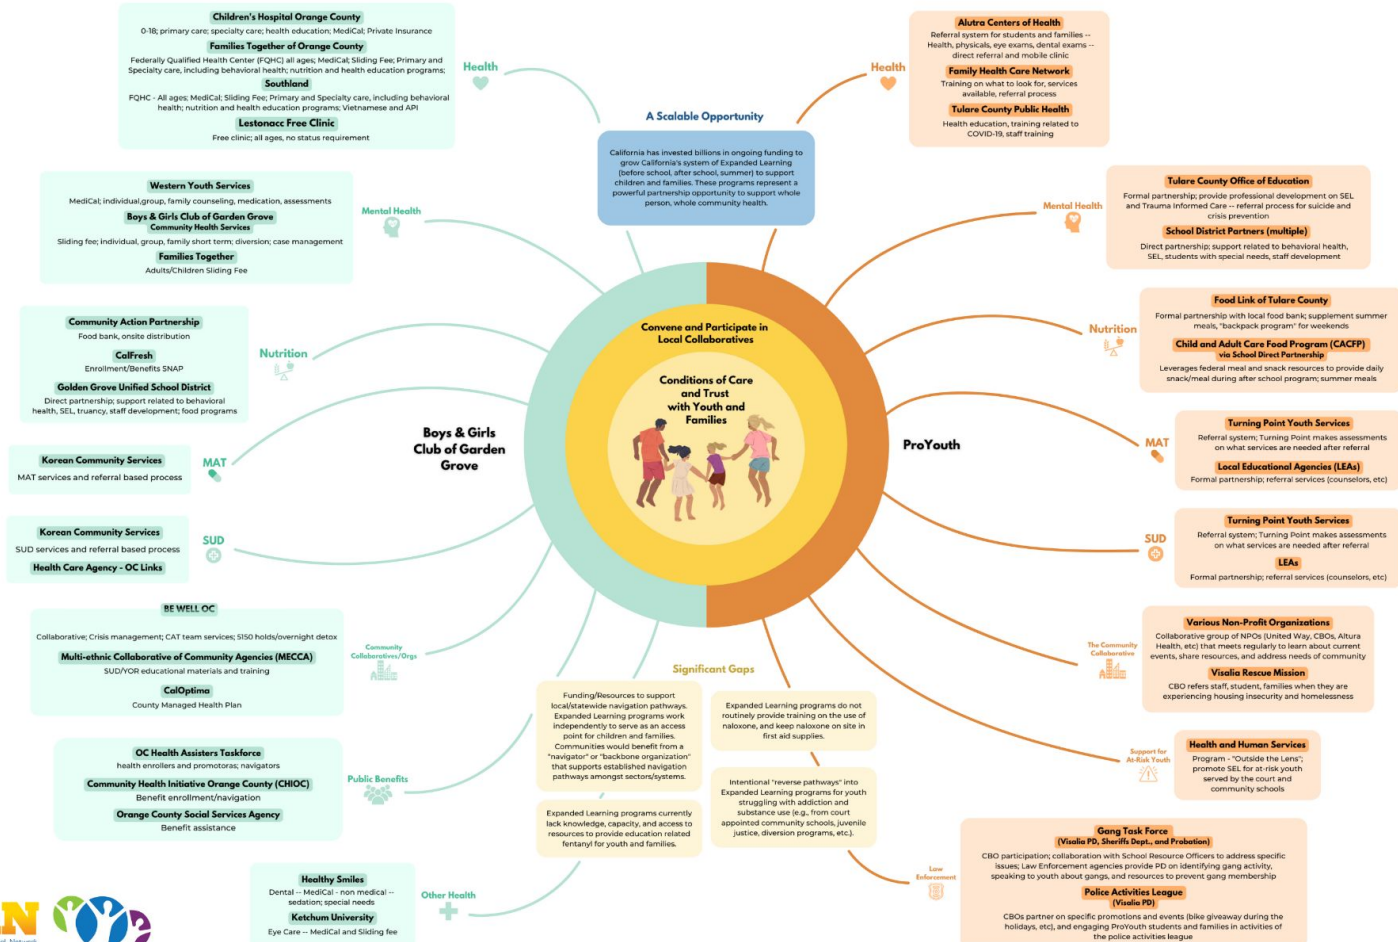 Children's Hospital Orange County
0-18; primary care; specialty care; health education; MediCal; Private Insurance
Families Together of Orange County
Federally Qualified Health Center (FQHC) all ages; MediCal; Sliding Fee; Primary and
Specialty care, including behavioral health; nutrition and health education programs;
Southland
FQHC - All ages; MediCal; Sliding Fee; Primary and Specialty care, including behavioral
health; nutrition and health education programs; Vietnamese and API
Lestonacc Free Clinic
Free clinic; all ages, no status requirement
Health
Western Youth Services
MediCal; individual,group, family counseling, medication, assessments
Boys & Girls Club of Garden Grove
Community Health Services
Sliding fee; individual, group, family short term; diversion; case management
Families Together
Adults/Children Sliding Fee
Mental Health
Community Action Partnership
Food bank, onsite distribution
CalFresh
Enrollment/Benefits SNAP
Golden Grove Unified School District
Direct partnership; support related to behavioral
health, SEL, truancy, staff development; food programs
Nutrition
Korean Community Services
MAT services and referral based process
MAT
Korean Community Services
SUD services and referral based process
Health Care Agency - OC Links
SUD
BE WELL OC
Collaborative; Crisis management; CAT team services; 5150 holds/overnight detox
Multi-ethnic Collaborative of Community Agencies (MECCA)
SUD/YOR educational materials and training
CalOptima
County Managed Health Plan
Community
Collaboratives/Orgs
OC Health Assisters Taskforce
health enrollers and promotoras; navigators
Community Health Initiative Orange County (CHIOC)
Benefit enrollment/navigation
Orange County Social Services Agency
Benefit assistance
Public Benefits
Healthy Smiles
Dental -- MediCal - non medical --
sedation; special needs
Ketchum University
Eye Care -- MediCal and Sliding fee
Other Health
A Scalable Opportunity
California has invested billions in ongoing funding to
grow California's system of Expanded Learning
(before school, after school, summer) to support
children and families. These programs represent a
powerful partnership opportunity to support whole
person, whole community health.
Convene and Participate in
Local Collaboratives
Conditions of Care
and Trust
with Youth and
Families
Boys & Girls
Club of Garden
Grove
ProYouth
Significant Gaps
Funding/Resources to support
local/statewide navigation pathways.
Expanded Learning programs work
independently to serve as an access
point for children and families.
Communities would benefit from a
"navigator" or "backbone organization"
that supports established navigation
pathways amongst sectors/systems.
Expanded Learning programs currently
lack knowledge, capacity, and access to
resources to provide education related
fentanyl for youth and families.
Expanded Learning programs do not
routinely provide training on the use of
naloxone, and keep naloxone on site in
first aid supplies.
Intentional "reverse pathways" into
Expanded Learning programs for youth
struggling with addiction and
substance use (e.g., from court
appointed community schools, juvenile
justice, diversion programs, etc.).
Health
Alutra Centers of Health
Referral system for students and families --
Health, physicals, eye exams, dental exams --
direct referral and mobile clinic
Family Health Care Network
Training on what to look for, services
available, referral process
Tulare County Public Health
Health education, training related to
COVID-19, staff training
Mental Health
Tulare County Office of Education
Formal partnership; provide professional development on SEL
and Trauma Informed Care -- referral process for suicide and
crisis prevention
School District Partners (multiple)
Direct partnership; support related to behavioral health,
SEL, students with special needs, staff development
Nutrition
Food Link of Tulare County
Formal partnership with local food bank; supplement summer
meals, "backpack program" for weekends
Child and Adult Care Food Program (CACFP)
via School Direct Partnership
Leverages federal meal and snack resources to provide daily
snack/meal during after school program; summer meals
MAT
Turning Point Youth Services
Referral system; Turning Point makes assessments
on what services are needed after referral
Local Educational Agencies (LEAs)
Formal partnership; referral services (counselors, etc)
SUD
Turning Point Youth Services
Referral system; Turning Point makes assessments
on what services are needed after referral
LEAs
Formal partnership; referral services (counselors, etc)
The Community
Collaborative
Various Non-Profit Organizations
Collaborative group of NPOs (United Way, CBOs, Altura
Health, etc) that meets regularly to learn about current
events, share resources, and address needs of community
Visalia Rescue Mission
CBO refers staff, student, families when they are
experiencing housing insecurity and homelessness
Support for
At-Risk Youth
Health and Human Services
Program - "Outside the Lens";
promote SEL for at-risk youth
served by the court and
community schools
Law
Enforcement
Gang Task Force
(Visalia PD, Sheriffs Dept., and Probation)
CBO participation; collaboration with School Resource Officers to address specific
issues; Law Enforcement agencies provide PD on identifying gang activity,
speaking to youth about gangs, and resources to prevent gang membership
Police Activities League
(Visalia PD)
CBOs partner on specific promotions and events (bike giveaway during the
holidays, etc), and engaging ProYouth students and families in activities of
the police activities league